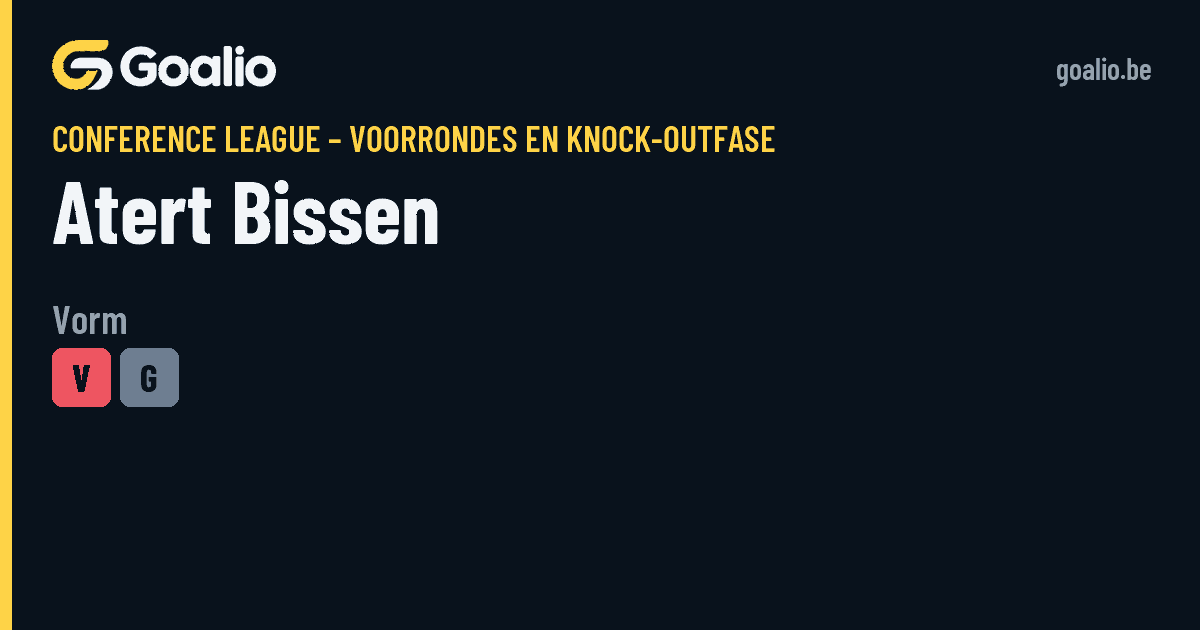 Goalio
goalio.be
CONFERENCE LEAGUE – VOORRONDES EN KNOCK-OUTFASE
Atert Bissen
Vorm
V G